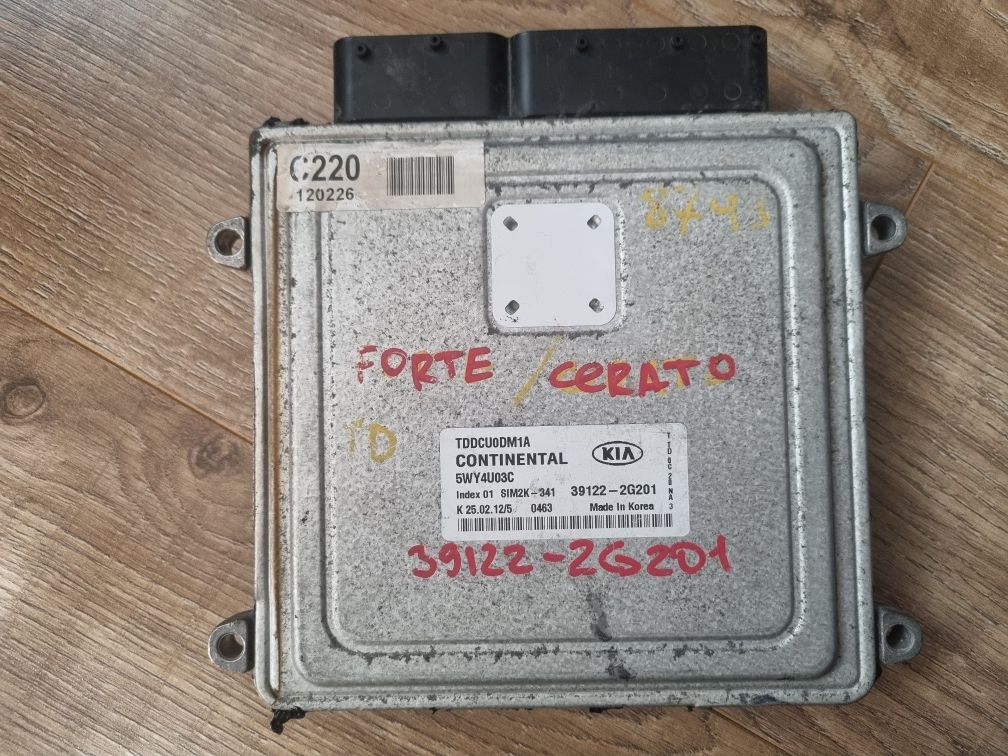 C220
120226
8743
FORTE / CERATO
TD
TDDCU0DM1A
CONTINENTAL KIA
5WY4U03C
Index 01 SIM2K-341 39122-2G201
K 25.02.12/5 0463 Made In Korea
39122-2G201